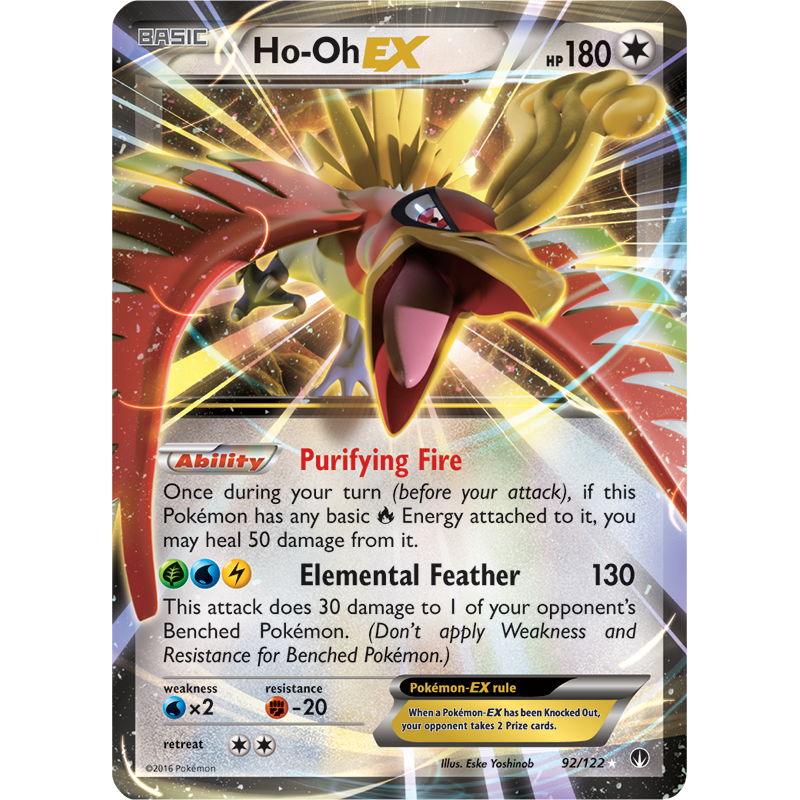 BASIC Ho-Oh EX HP 180
Ability Purifying Fire
Once during your turn (before your attack), if this
Pokémon has any basic Energy attached to it, you
may heal 50 damage from it.
Elemental Feather 130
This attack does 30 damage to 1 of your opponent's
Benched Pokémon. (Don't apply Weakness and
Resistance for Benched Pokémon.)
weakness resistance
×2 -20
retreat
Pokémon-EX rule
When a Pokémon-EX has been Knocked Out,
your opponent takes 2 Prize cards.
©2016 Pokémon Illus. Eske Yoshinob 92/122